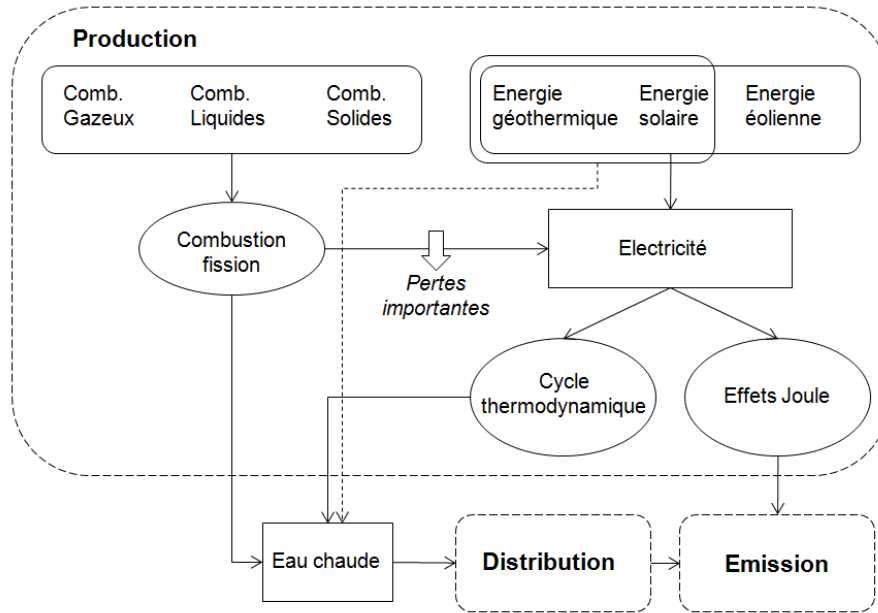 Production
Comb.
Gazeux
Comb.
Liquides
Comb.
Solides
Energie
géothermique
Energie
solaire
Energie
éolienne
Combustion
fission
Pertes
importantes
Electricité
Cycle
thermodynamique
Effets Joule
Eau chaude
Distribution
Emission